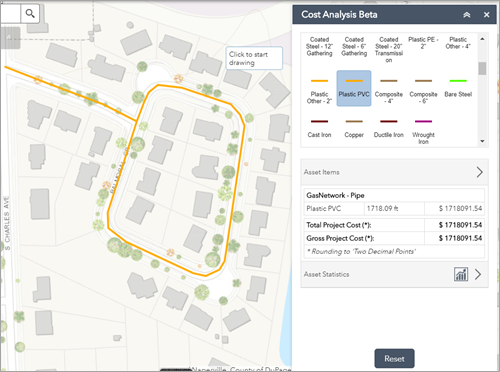 Cost Analysis Beta
Click to start
drawing
Coated
Steel - 12"
Gathering
Coated
Steel - 6"
Gathering
Coated
Steel - 20"
Transmissi
on
Plastic PE -
2"
Plastic
Other - 4"
Plastic
Other - 2"
Plastic PVC
Composite
- 4"
Composite
- 6"
Bare Steel
Cast Iron
Copper
Ductile Iron
Wrought
Iron
Asset Items
GasNetwork - Pipe
Plastic PVC 1718.09 ft $ 1718091.54
Total Project Cost (*): $ 1718091.54
Gross Project Cost (*): $ 1718091.54
* Rounding to 'Two Decimal Points'
Asset Statistics
Reset
S CHARLES AVE
Naperville, County of DuPage